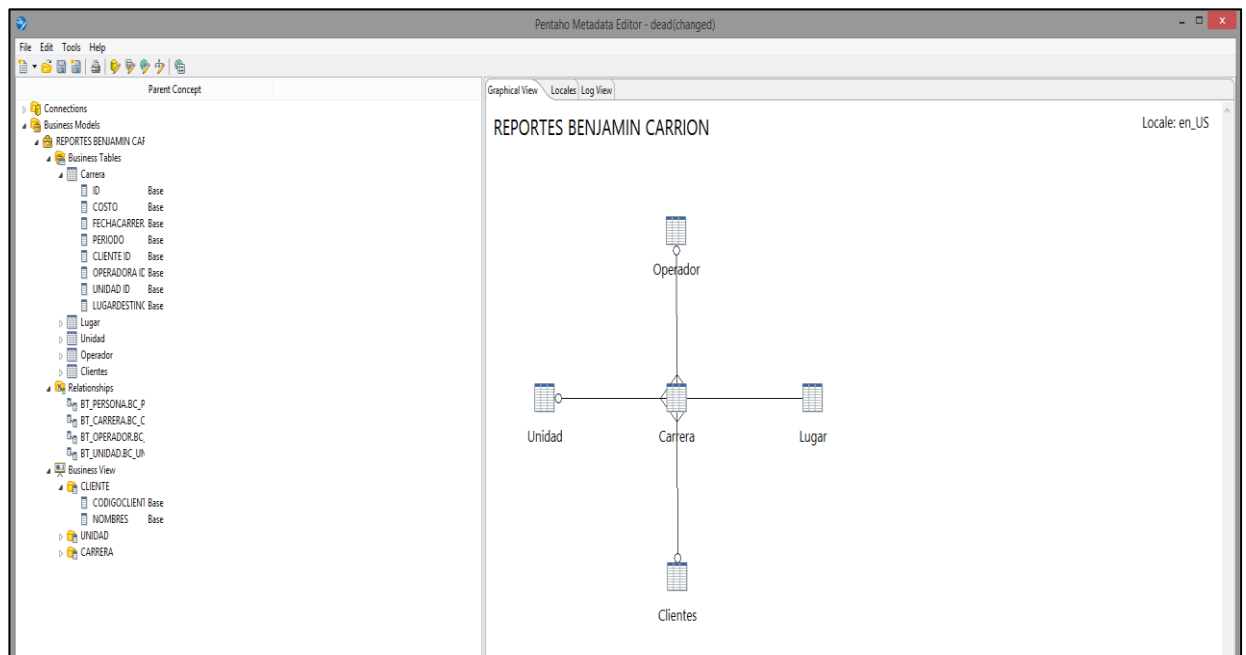 Pentaho Metadata Editor - dead(changed)
File Edit Tools Help
Parent Concept
Connections
Business Models
REPORTES BENJAMIN CAR
Business Tables
Carrera
ID Base
COSTO Base
FECHACARRER Base
PERIODO Base
CLIENTE ID Base
OPERADORA ID Base
UNIDAD ID Base
LUGARDESTINO Base
Lugar
Unidad
Operador
Clientes
Relationships
BT_PERSONA.BC_P
BT_CARRERA.BC_C
BT_OPERADOR.BC_
BT_UNIDAD.BC_UN
Business View
CLIENTE
CODIGOCLIENT Base
NOMBRES Base
UNIDAD
CARRERA
Graphical View Locales Log View
REPORTES BENJAMIN CARRION
Locale: en_US
Operador
Unidad Carrera Lugar
Clientes